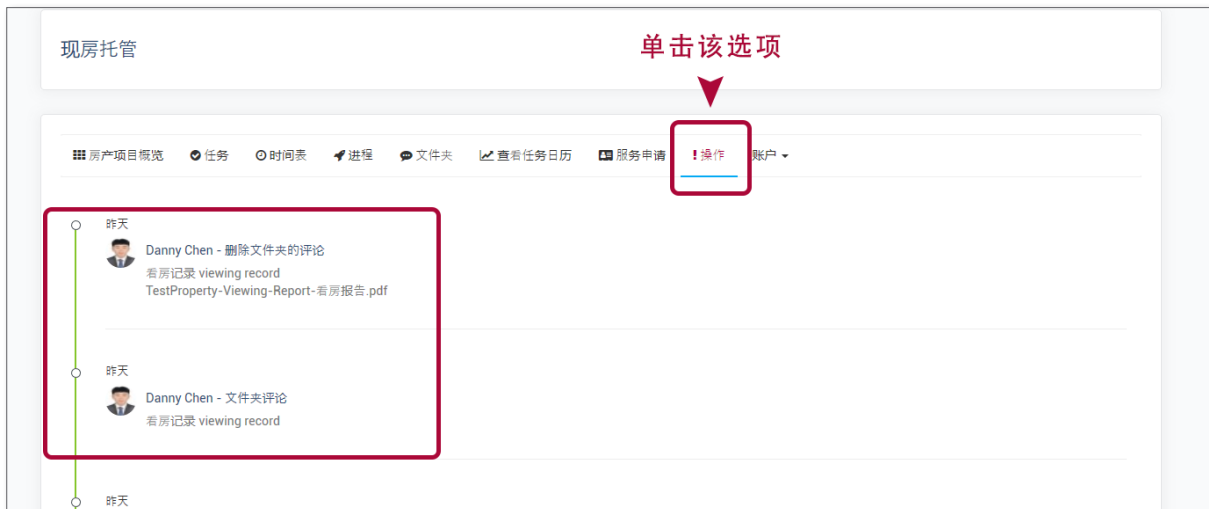 现房托管
单击该选项
房产项目概览 任务 时间表 进程 文件夹 查看任务日历 服务申请 !操作 账户
昨天
Danny Chen - 删除文件夹的评论
看房记录 viewing record
TestProperty-Viewing-Report-看房报告.pdf
昨天
Danny Chen - 文件夹评论
看房记录 viewing record
昨天